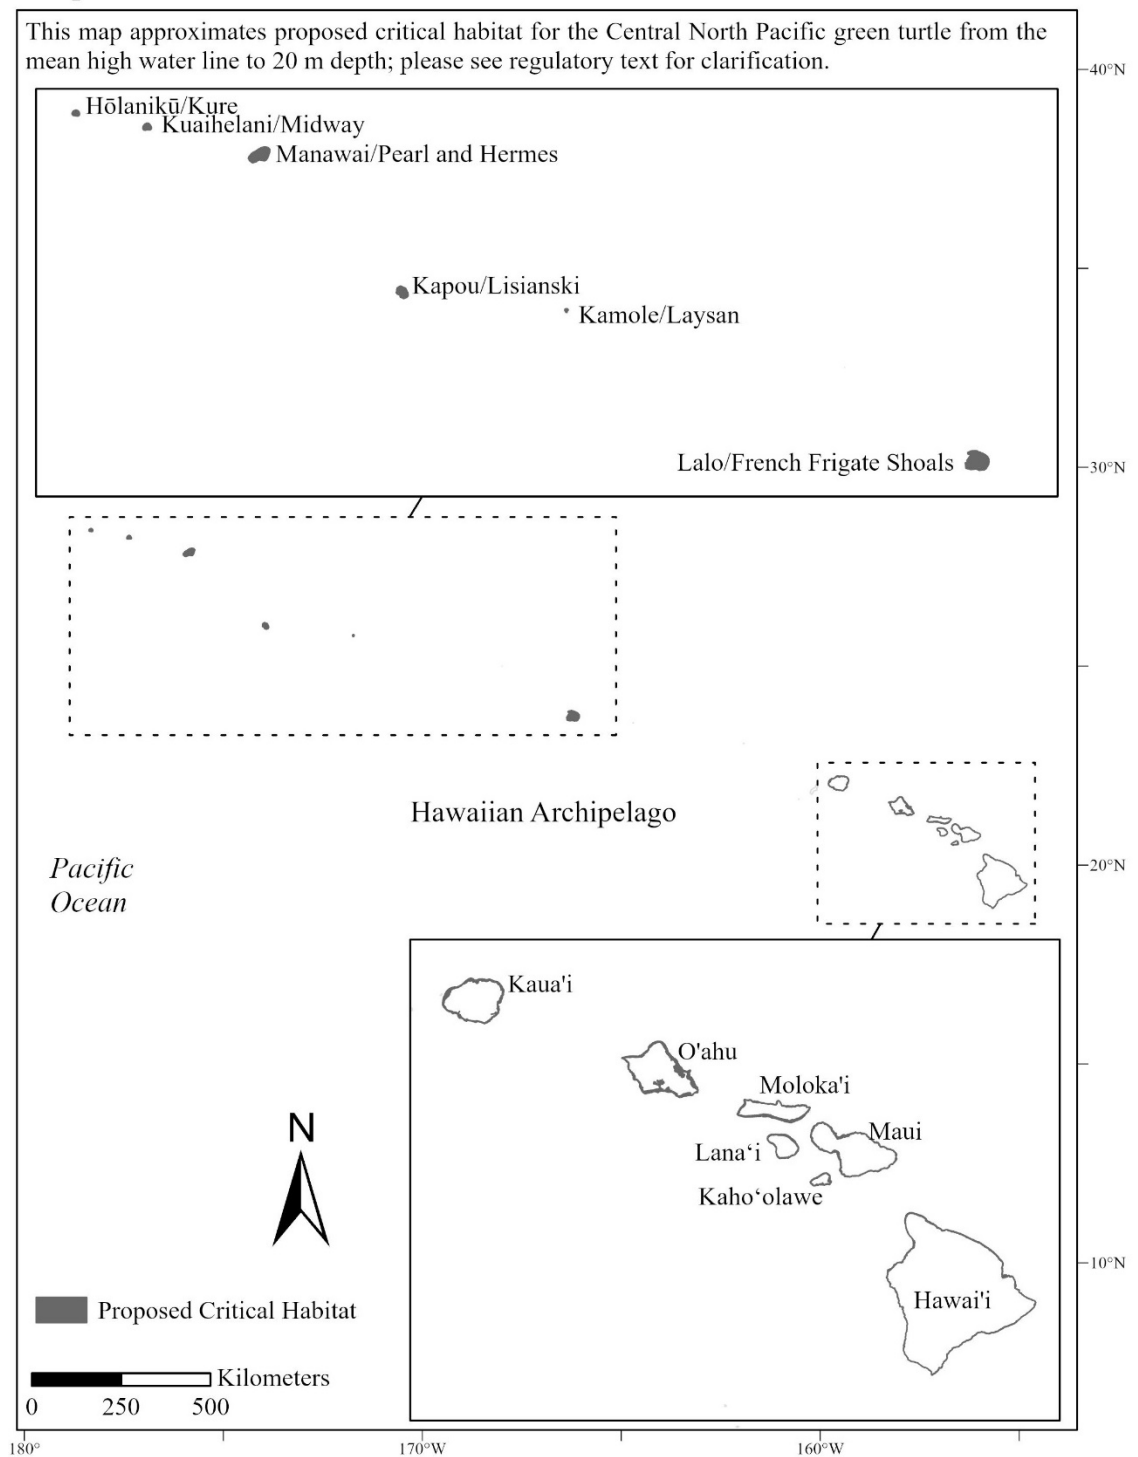 This map approximates proposed critical habitat for the Central North Pacific green turtle from the
mean high water line to 20 m depth; please see regulatory text for clarification.
40°N
Hōlanikū/Kure
Kuaihelani/Midway
Manawai/Pearl and Hermes
Kapou/Lisianski
Kamole/Laysan
Lalo/French Frigate Shoals
30°N
Hawaiian Archipelago
Pacific
Ocean
20°N
Kaua'i
O'ahu
Moloka'i
Maui
Lana‘i
Kaho‘olawe
Hawai'i
N
10°N
Proposed Critical Habitat
Kilometers
0 250 500
180° 170°W 160°W